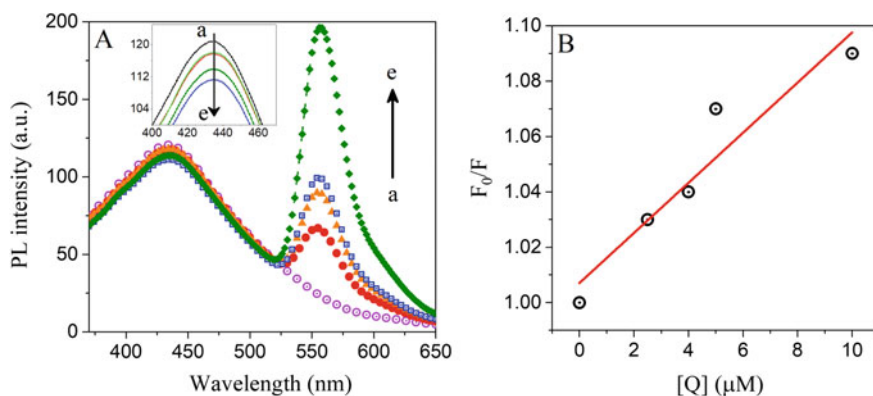 A
200
150
100
50
0
PL intensity (a.u.)
400 450 500 550 600 650
Wavelength (nm)
120
112
104
400 420 440 460
a
e
e
a
B
1.10
1.08
1.06
1.04
1.02
1.00
F₀/F
0 2 4 6 8 10
[Q] (μM)